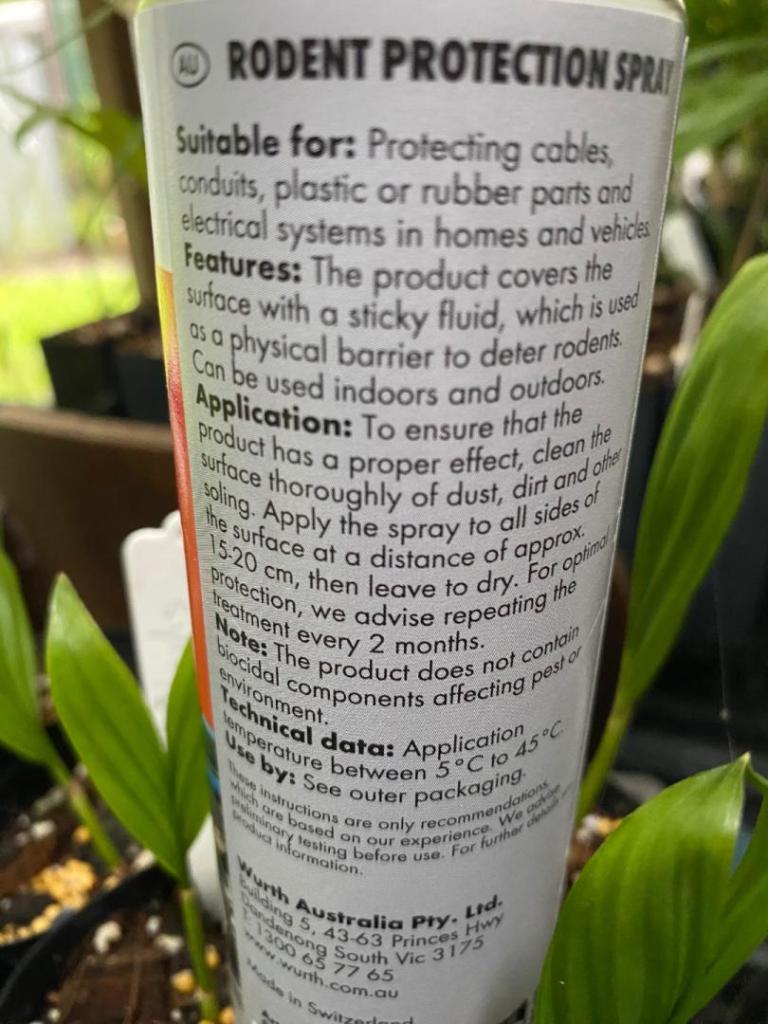 AU RODENT PROTECTION SPRAY
Suitable for: Protecting cables,
conduits, plastic or rubber parts and
electrical systems in homes and vehicles.
Features: The product covers the
surface with a sticky fluid, which is used
as a physical barrier to deter rodents.
Can be used indoors and outdoors.
Application: To ensure that the
product has a proper effect, clean the
surface thoroughly of dust, dirt and other
soling. Apply the spray to all sides of
the surface at a distance of approx.
15-20 cm, then leave to dry. For optimal
protection, we advise repeating the
treatment every 2 months.
Note: The product does not contain
biocidal components affecting pest or
environment.
Technical data: Application
temperature between 5°C to 45°C.
Use by: See outer packaging.
These instructions are only recommendations,
which are based on our experience. We advise
preliminary testing before use. For further details
product information.
Wurth Australia Pty. Ltd.
Building 5, 43-63 Princes Hwy
Dandenong South Vic 3175
T: 1300 65 77 65
www.wurth.com.au
Made in Switzerland